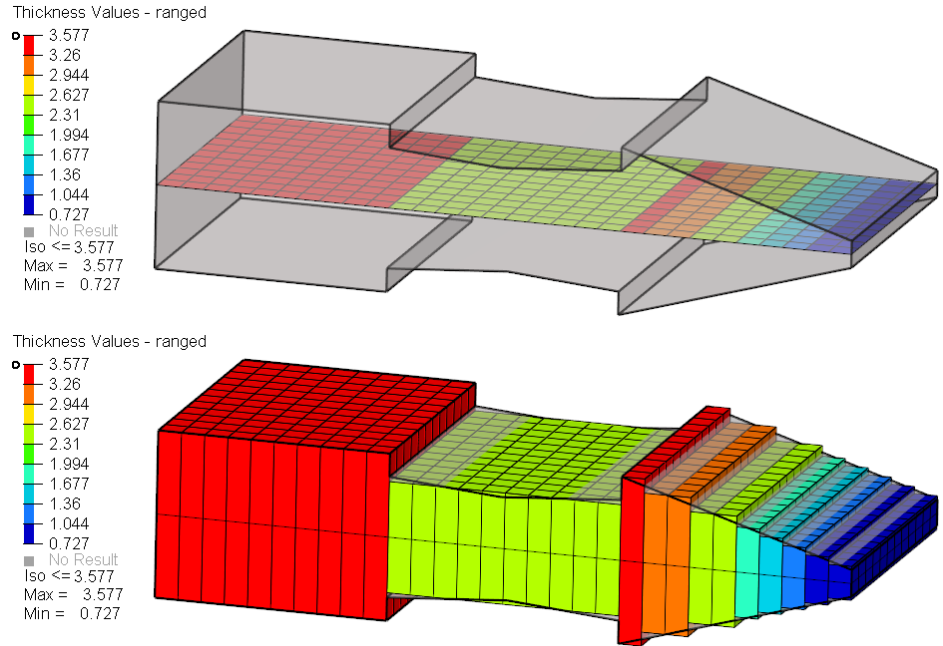 Thickness Values - ranged
3.577
3.26
2.944
2.627
2.31
1.994
1.677
1.36
1.044
0.727
No Result
Iso <= 3.577
Max = 3.577
Min = 0.727
Thickness Values - ranged
3.577
3.26
2.944
2.627
2.31
1.994
1.677
1.36
1.044
0.727
No Result
Iso <= 3.577
Max = 3.577
Min = 0.727